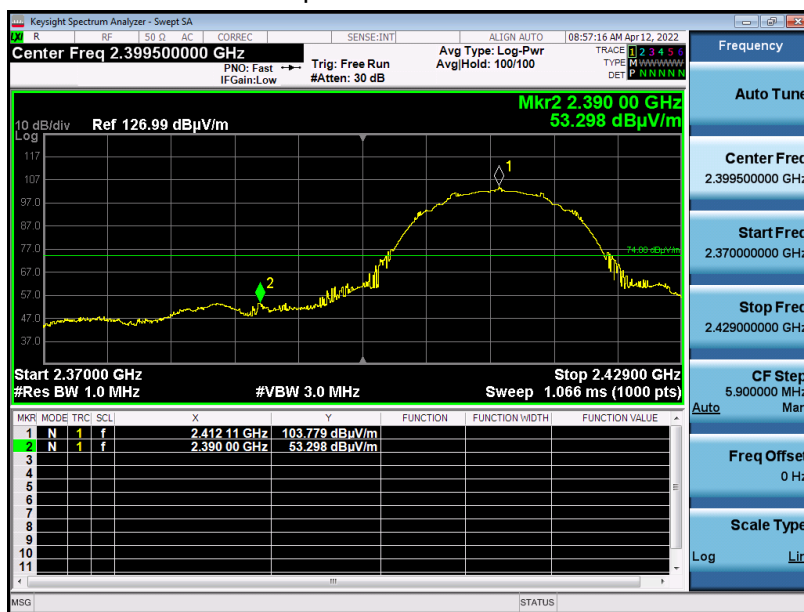 Keysight Spectrum Analyzer - Swept SA
LXI R RF 50 Ω AC CORREC SENSE:INT ALIGN AUTO 08:57:16 AM Apr 12, 2022
Center Freq 2.399500000 GHz
PNO: Fast
IFGain:Low
Trig: Free Run
#Atten: 30 dB
Avg Type: Log-Pwr
Avg|Hold: 100/100
TRACE 1 2 3 4 5 6
TYPE M WWWWW
DET P N N N N N
Mkr2 2.390 00 GHz
53.298 dBµV/m
10 dB/div Ref 126.99 dBµV/m
Log
117
107
97.0
87.0
77.0
67.0
57.0
47.0
37.0
1
2
74.00 dBµV/m
Start 2.37000 GHz Stop 2.42900 GHz
#Res BW 1.0 MHz #VBW 3.0 MHz Sweep 1.066 ms (1000 pts)
MKR MODE TRC SCL X Y FUNCTION FUNCTION WIDTH FUNCTION VALUE
1 N 1 f 2.412 11 GHz 103.779 dBµV/m
2 N 1 f 2.390 00 GHz 53.298 dBµV/m
3
4
5
6
7
8
9
10
11
MSG STATUS
Frequency
Auto Tune
Center Freq
2.399500000 GHz
Start Freq
2.370000000 GHz
Stop Freq
2.429000000 GHz
CF Step
5.900000 MHz
Auto Man
Freq Offset
0 Hz
Scale Type
Log Lin